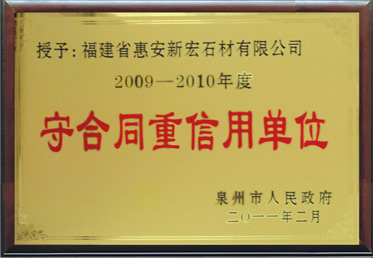 授予：福建省惠安新宏石材有限公司
2009—2010年度
守合同重信用单位
泉州市人民政府
二〇一一年二月